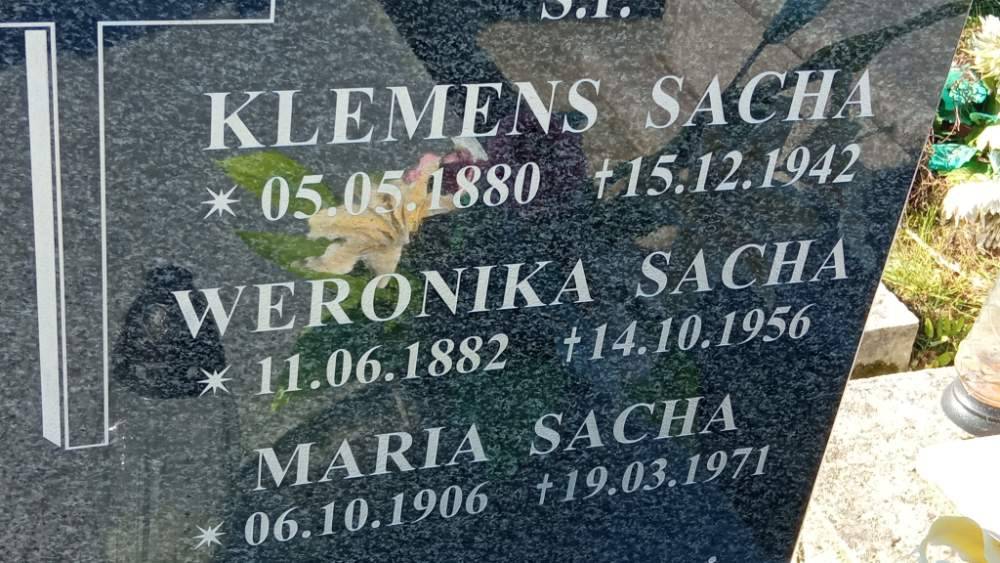 Ś.P.
KLEMENS SACHA
✴ 05.05.1880 †15.12.1942
WERONIKA SACHA
✴ 11.06.1882 †14.10.1956
MARIA SACHA
✴ 06.10.1906 †19.03.1971